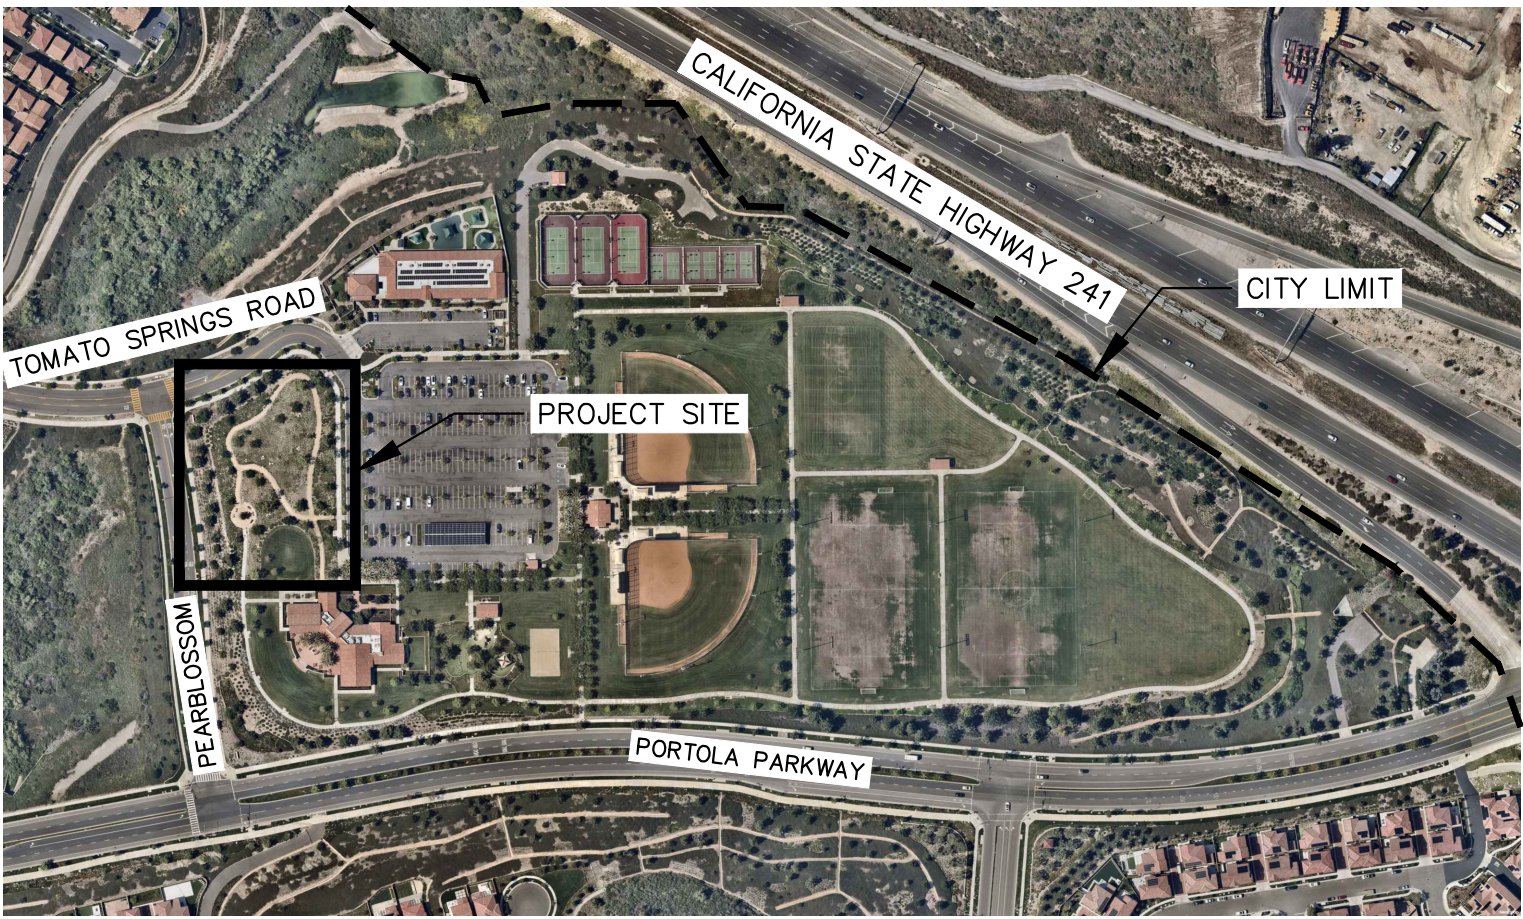 CALIFORNIA STATE HIGHWAY 241
CITY LIMIT
TOMATO SPRINGS ROAD
PROJECT SITE
PEARBLOSSOM
PORTOLA PARKWAY